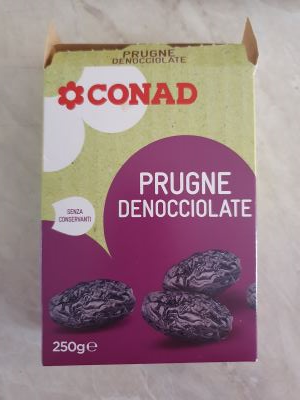 PRUGNE
DENOCCIOLATE
CONAD
PRUGNE
DENOCCIOLATE
SENZA
CONSERVANTI
250g℮